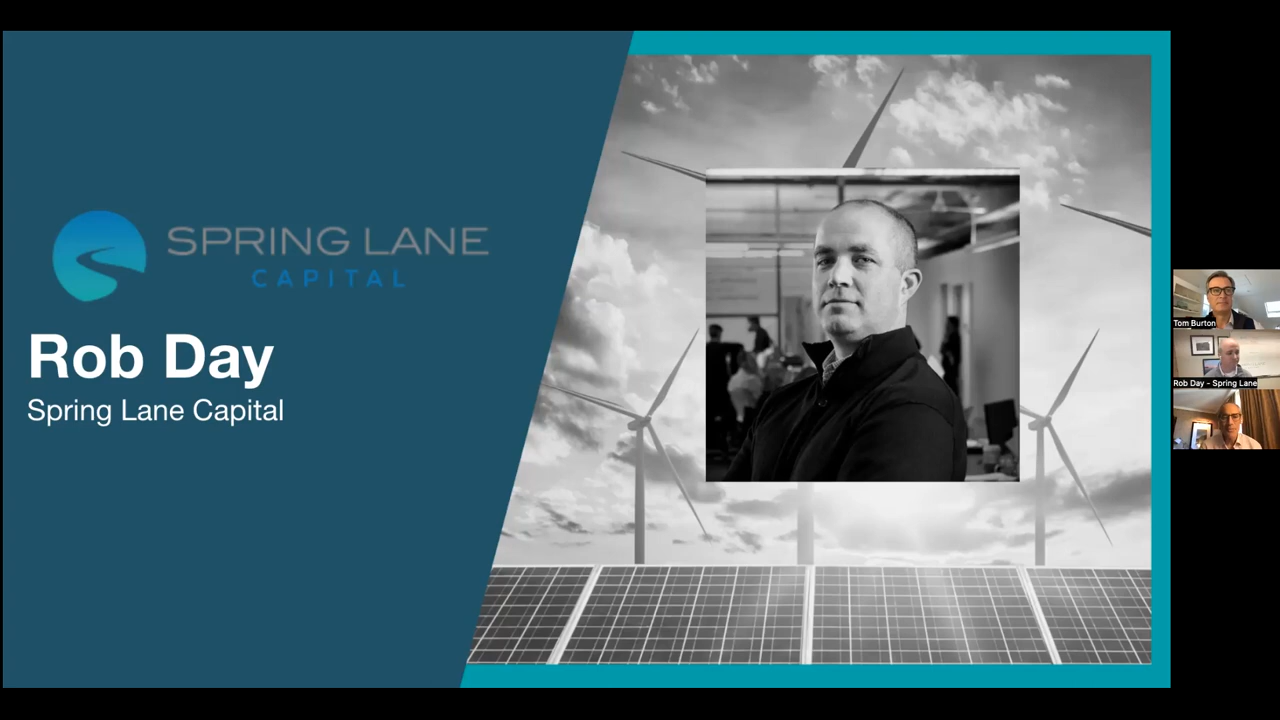 SPRING LANE
CAPITAL
Rob Day
Spring Lane Capital
Tom Burton
Rob Day - Spring Lane